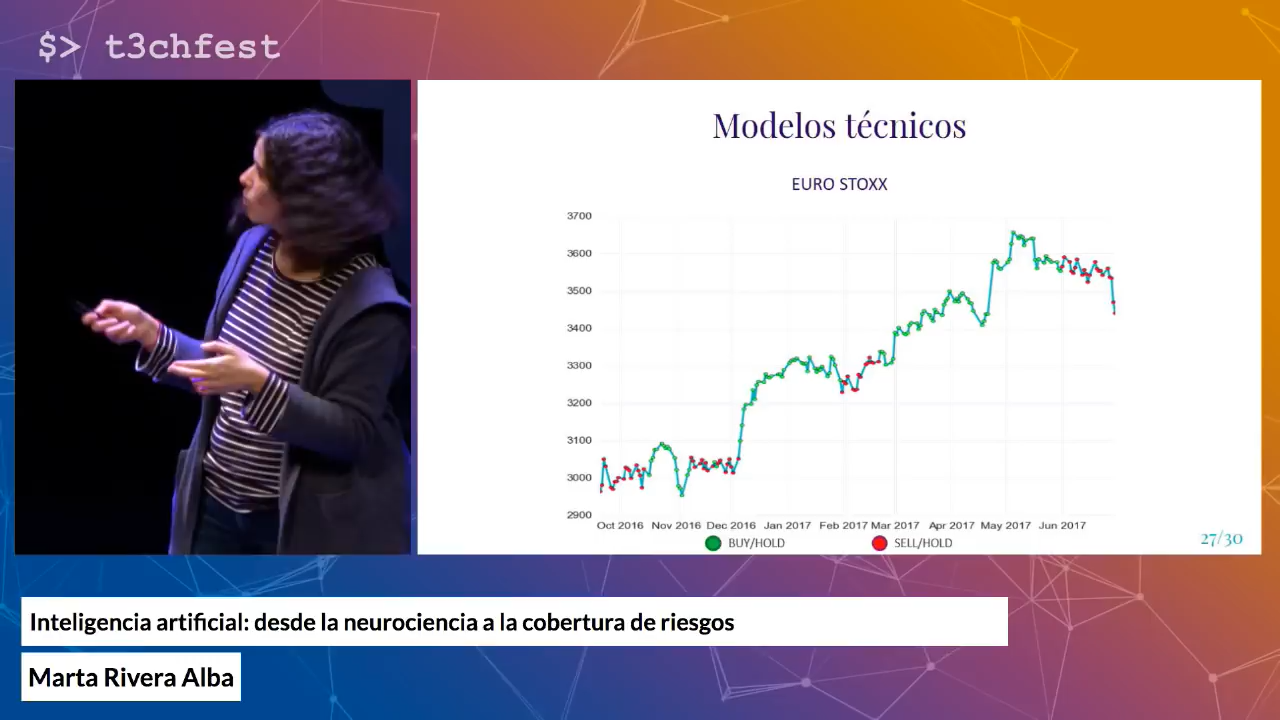 $> t3chfest
Modelos técnicos
EURO STOXX
3700
3600
3500
3400
3300
3200
3100
3000
2900
Oct 2016 Nov 2016 Dec 2016 Jan 2017 Feb 2017 Mar 2017 Apr 2017 May 2017 Jun 2017
BUY/HOLD SELL/HOLD
27/30
Inteligencia artificial: desde la neurociencia a la cobertura de riesgos
Marta Rivera Alba